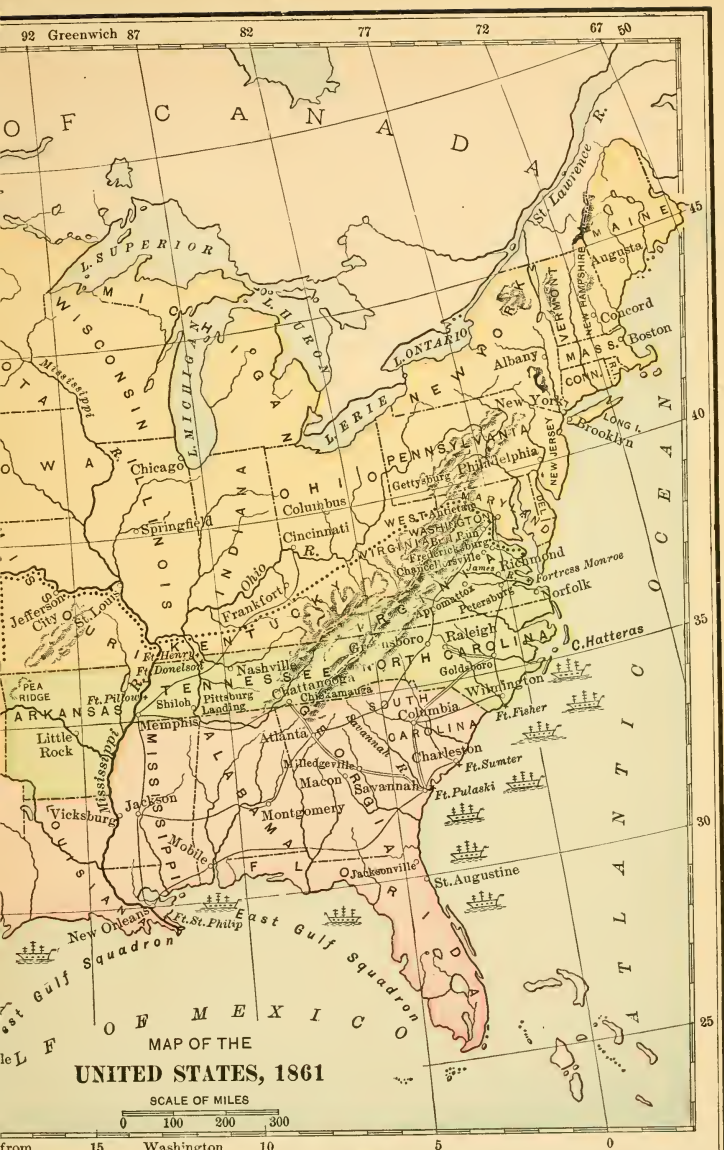 92 Greenwich 87 82 77 72 67 50
O F C A N A D A
St. Lawrence R.
45
MAINE
Augusta
L. SUPERIOR
MICHIGAN
L. HURON
NEW HAMPSHIRE
VERMONT
Concord
WISCONSIN
L. MICHIGAN
L. ONTARIO
NEW YORK
Albany
MASS.
Boston
CONN.
R.I.
OTA
Mississippi
R.
L. ERIE
New York
LONG I.
40
Brooklyn
OWA
Chicago
PENNSYLVANIA
Philadelphia
NEW JERSEY
ILLINOIS
INDIANA
OHIO
Gettysburg
Columbus
MARYLAND
DEL.
Springfield
Cincinnati
WEST VIRGINIA
Antietam
WASHINGTON
Bull Run
Fredericksburg
Chancellorsville
Ohio R.
Richmond
Fortress Monroe
James R.
VIRGINIA
Jefferson
City
St. Louis
Frankfort
KENTUCKY
Appomattox
Petersburg
Norfolk
35
SSOURI
Ft. Henry
Ft. Donelson
Nashville
Greensboro
Raleigh
C. Hatteras
NORTH CAROLINA
Goldsboro
PEA
RIDGE
Ft. Pillow
R.
TENNESSEE
Shiloh
Pittsburg
Landing
Chattanooga
Chickamauga
Wilmington
ARKANSAS
Memphis
SOUTH
CAROLINA
Columbia
Ft. Fisher
Little
Rock
Atlanta
Savannah R.
Charleston
Ft. Sumter
Mississippi
MISSISSIPPI
ALABAMA
GEORGIA
Milledgeville
Macon
Savannah
Ft. Pulaski
Vicksburg
Jackson
Montgomery
30
LOUISIANA
Mobile
FLORIDA
Jacksonville
St. Augustine
New Orleans
Ft. St. Philip
East Gulf Squadron
est Gulf Squadron
ATLANTIC OCEAN
25
LF OF MEXICO
MAP OF THE
UNITED STATES, 1861
SCALE OF MILES
0 100 200 300
from 15 Washington 10 5 0